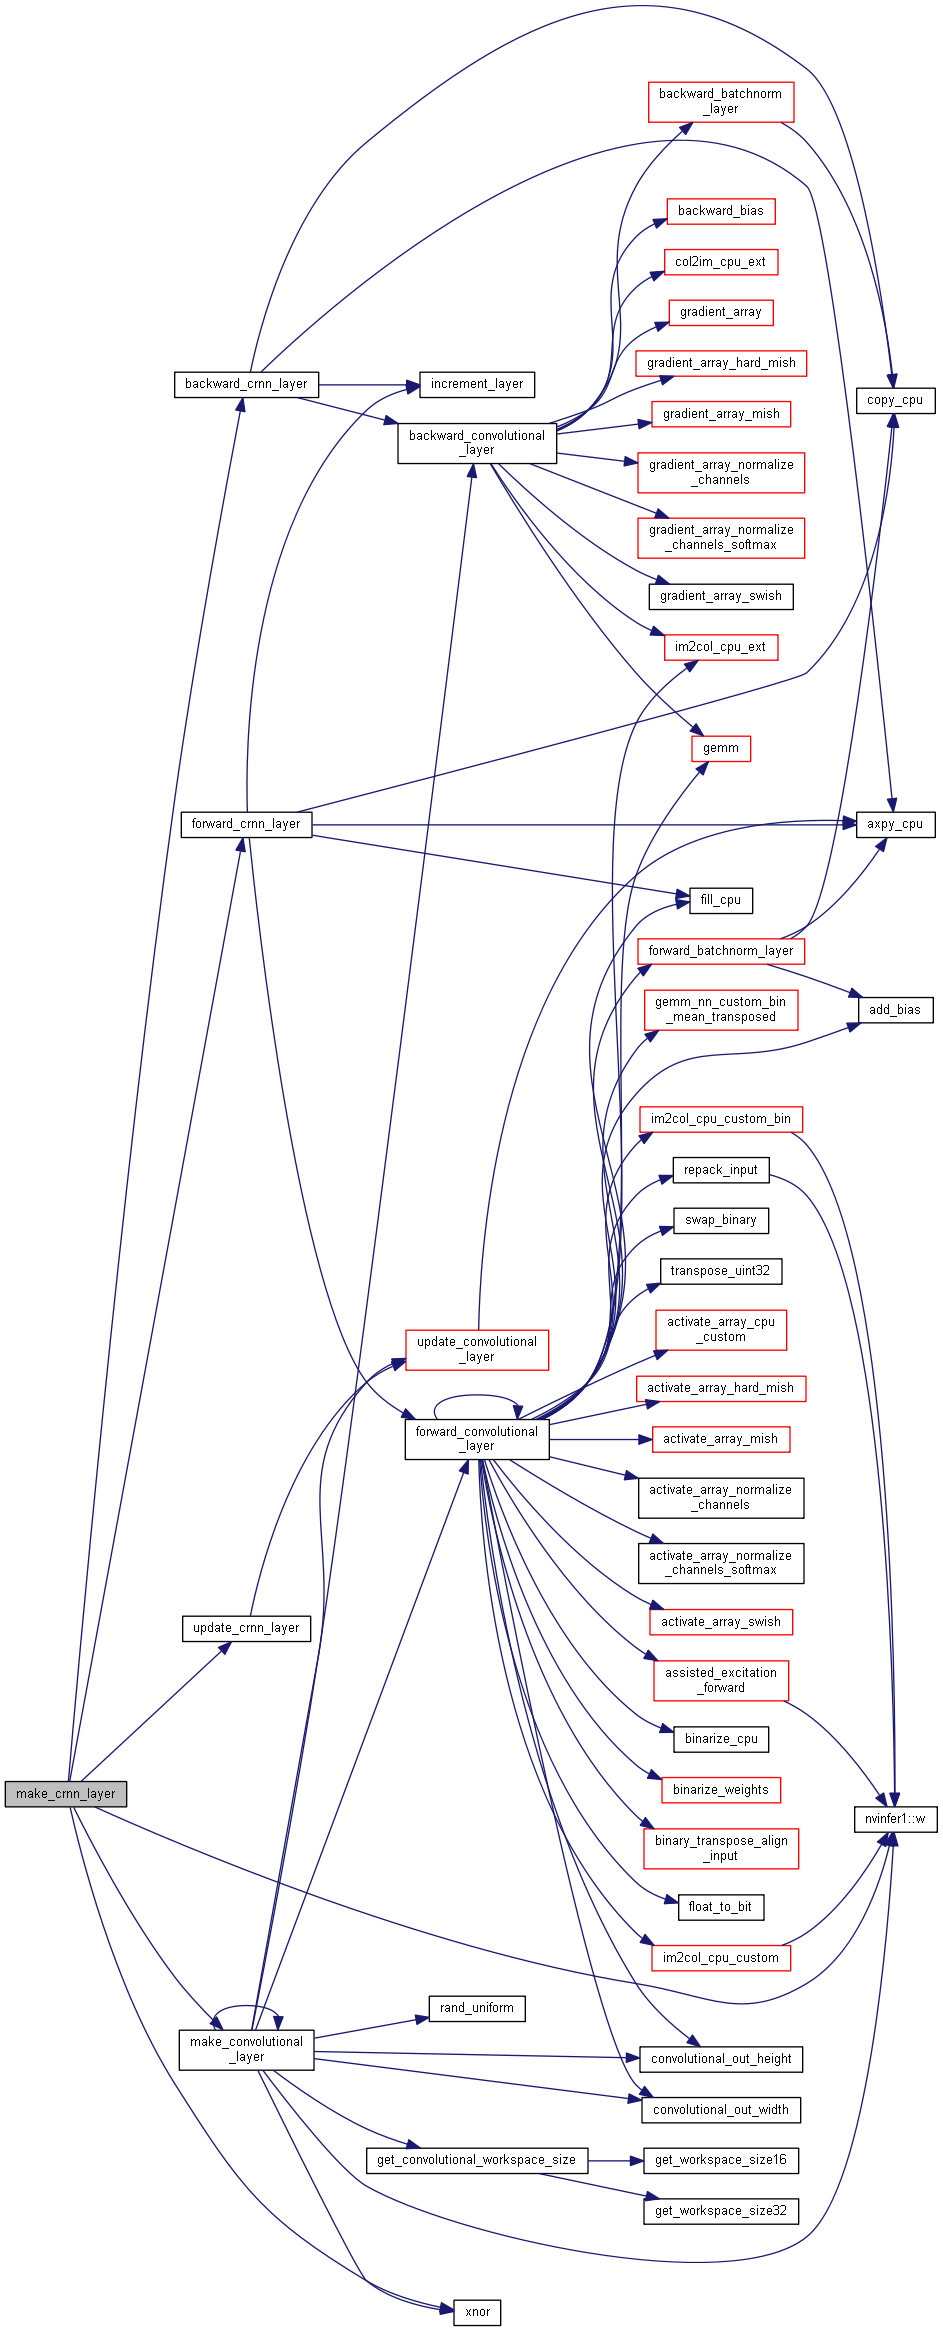 backward_batchnorm
_layer
backward_bias
col2im_cpu_ext
gradient_array
gradient_array_hard_mish
backward_crnn_layer
increment_layer
copy_cpu
gradient_array_mish
backward_convolutional
_layer
gradient_array_normalize
_channels
gradient_array_normalize
_channels_softmax
gradient_array_swish
im2col_cpu_ext
gemm
forward_crnn_layer
axpy_cpu
fill_cpu
forward_batchnorm_layer
gemm_nn_custom_bin
_mean_transposed
add_bias
im2col_cpu_custom_bin
repack_input
swap_binary
transpose_uint32
activate_array_cpu
_custom
update_convolutional
_layer
activate_array_hard_mish
forward_convolutional
_layer
activate_array_mish
activate_array_normalize
_channels
activate_array_normalize
_channels_softmax
activate_array_swish
update_crnn_layer
assisted_excitation
_forward
binarize_cpu
make_crnn_layer
binarize_weights
nvinfer1::w
binary_transpose_align
_input
float_to_bit
im2col_cpu_custom
rand_uniform
make_convolutional
_layer
convolutional_out_height
convolutional_out_width
get_convolutional_workspace_size
get_workspace_size16
get_workspace_size32
xnor